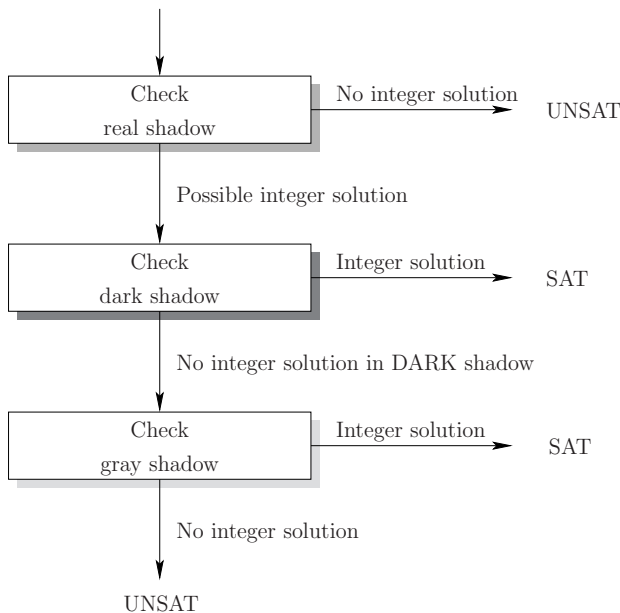 Check
real shadow
No integer solution
UNSAT
Possible integer solution
Check
dark shadow
Integer solution
SAT
No integer solution in DARK shadow
Check
gray shadow
Integer solution
SAT
No integer solution
UNSAT